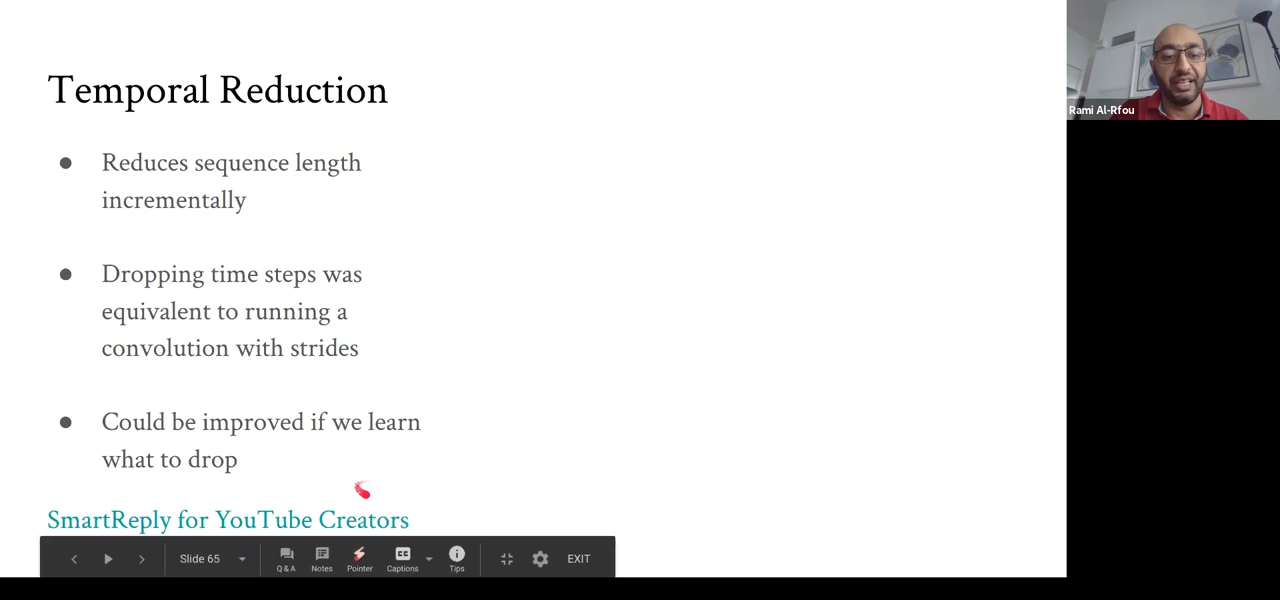 Temporal Reduction
● Reduces sequence length
incrementally
● Dropping time steps was
equivalent to running a
convolution with strides
● Could be improved if we learn
what to drop
SmartReply for YouTube Creators
Slide 65
Q & A
Notes
Pointer
CC
Captions
Tips
EXIT
Rami Al-Rfou